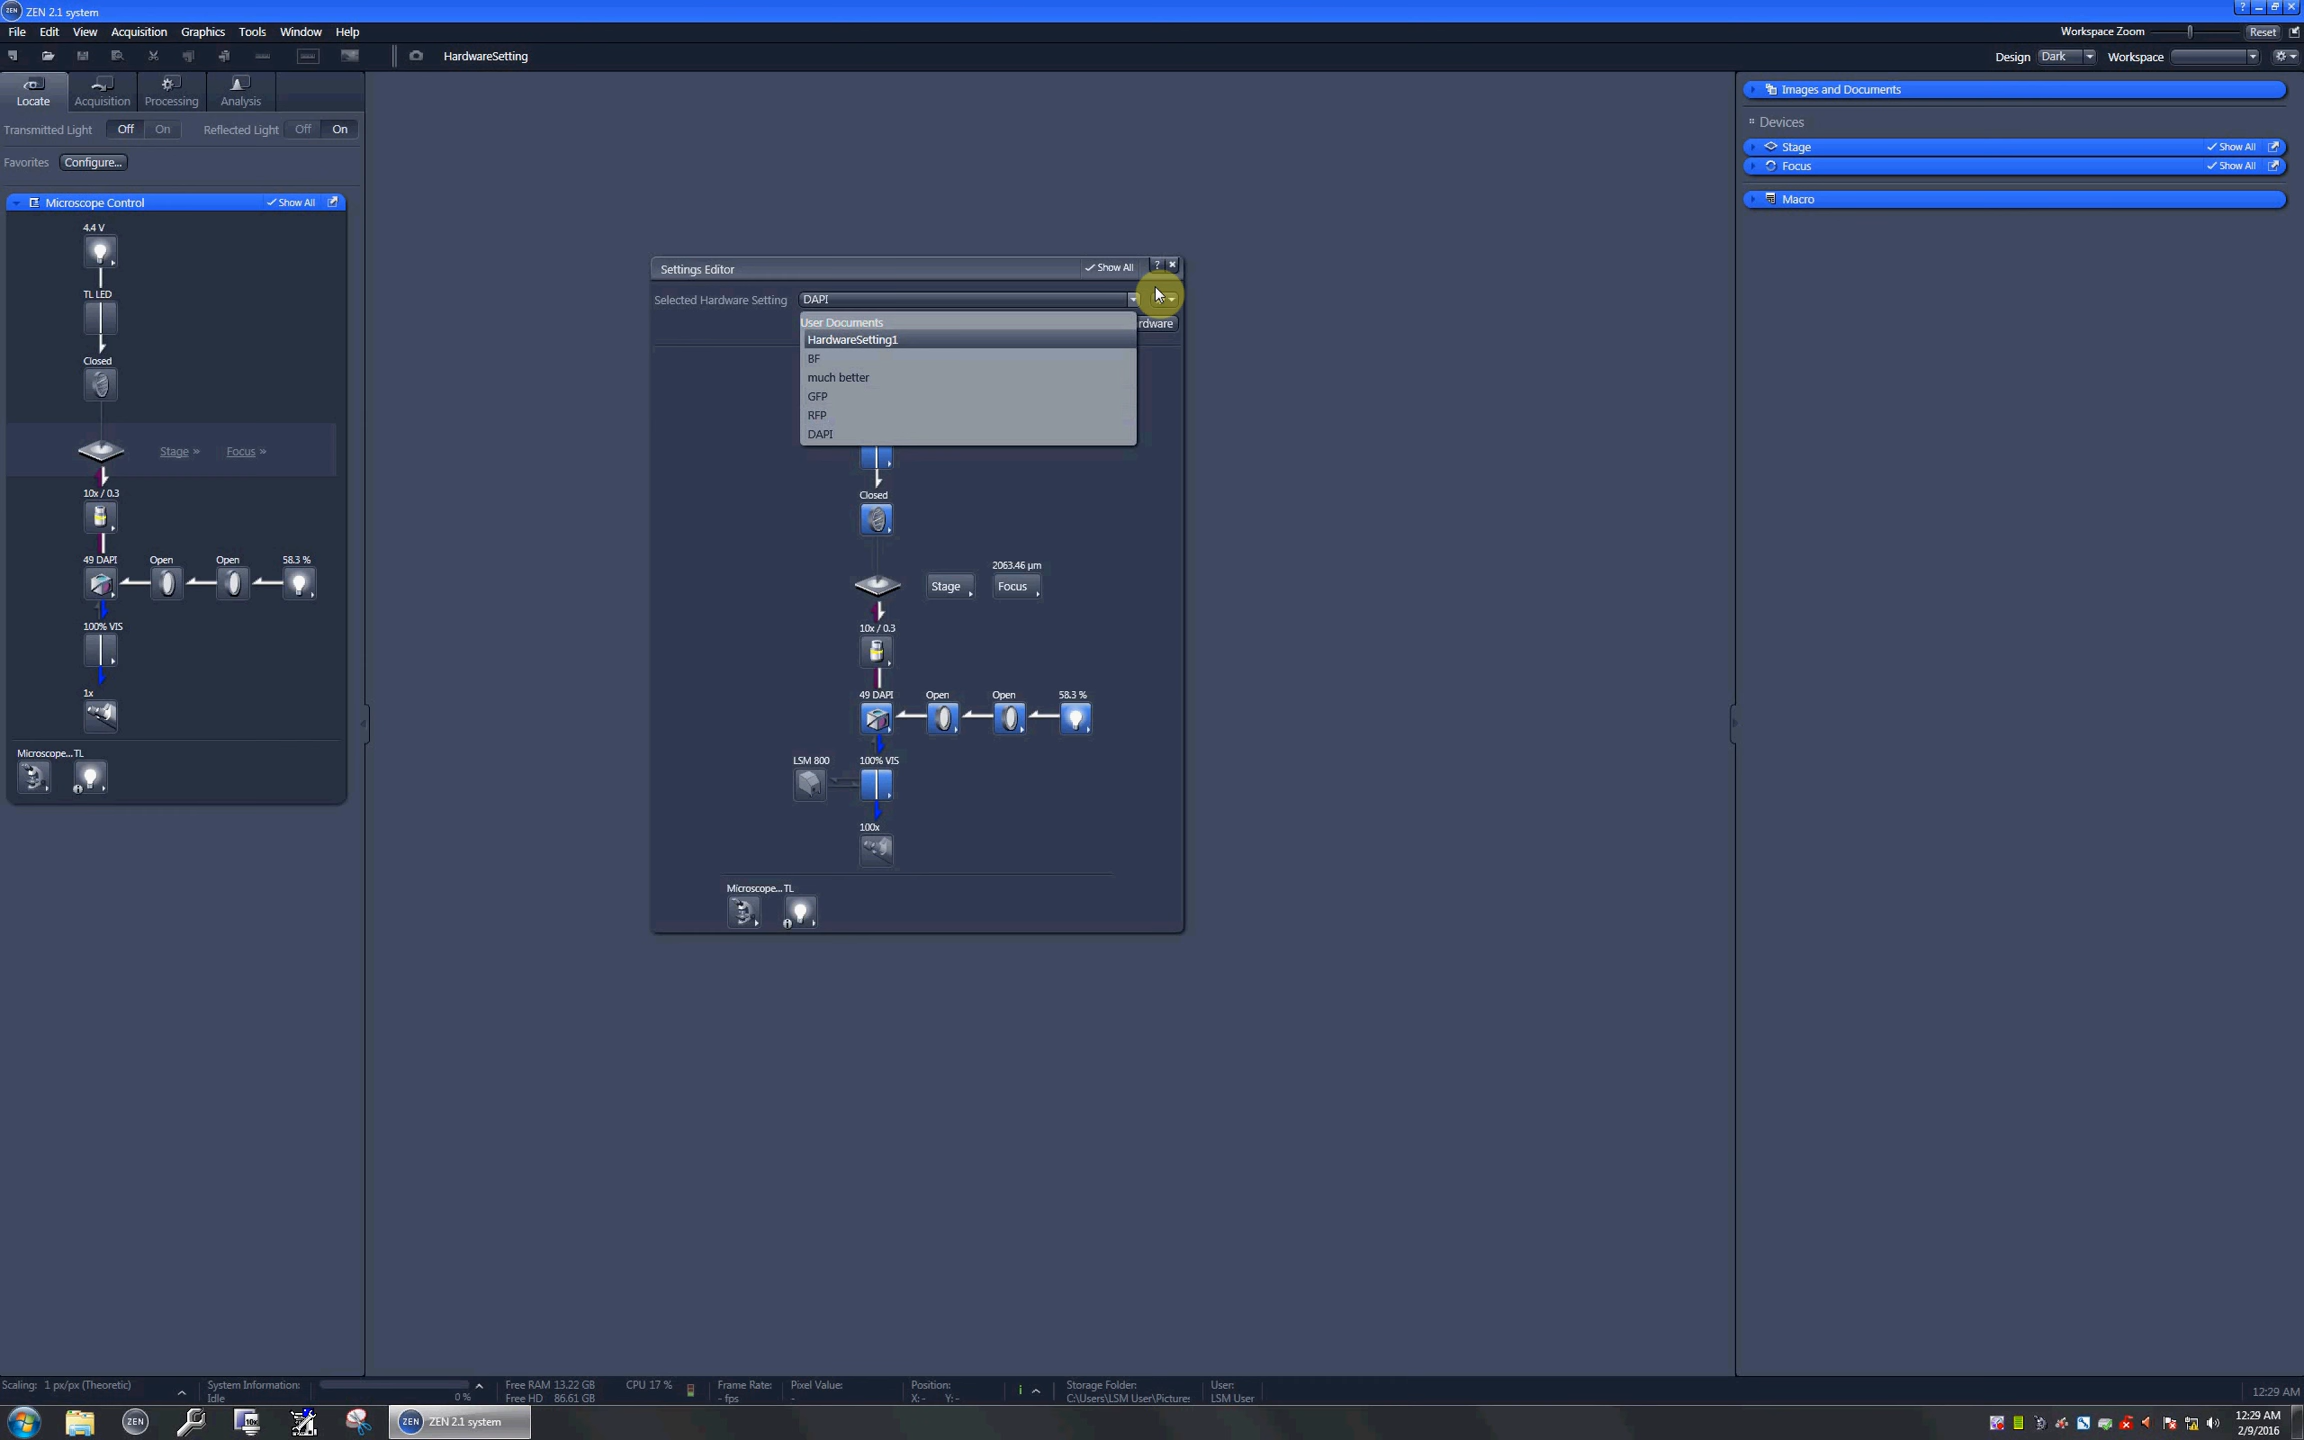 ZEN ZEN 2.1 system
File Edit View Acquisition Graphics Tools Window Help
Workspace Zoom Reset
HardwareSetting
Design Dark Workspace
Locate Acquisition Processing Analysis
Transmitted Light Off On Reflected Light Off On
Favorites Configure...
Microscope Control Show All
4.4 V
TL LED
Closed
Stage » Focus »
10x / 0.3
49 DAPI Open Open 58.3 %
100% VIS
1x
Microscope... TL
Settings Editor Show All ?
Selected Hardware Setting DAPI
User Documents
HardwareSetting1
BF
much better
GFP
RFP
DAPI
rdware
Closed
2063.46 µm
Stage Focus
10x / 0.3
49 DAPI Open Open 58.3 %
LSM 800 100% VIS
100x
Microscope... TL
Images and Documents
Devices
Stage Show All
Focus Show All
Macro
Scaling: 1 px/px (Theoretic)
System Information:
Idle
0 %
Free RAM 13.22 GB
Free HD 86.61 GB
CPU 17 %
Frame Rate:
- fps
Pixel Value:
-
Position:
X:- Y:-
Storage Folder:
C:\Users\LSM User\Picture
User:
LSM User
12:29 AM
ZEN
10x
ZEN ZEN 2.1 system
12:29 AM
2/9/2016